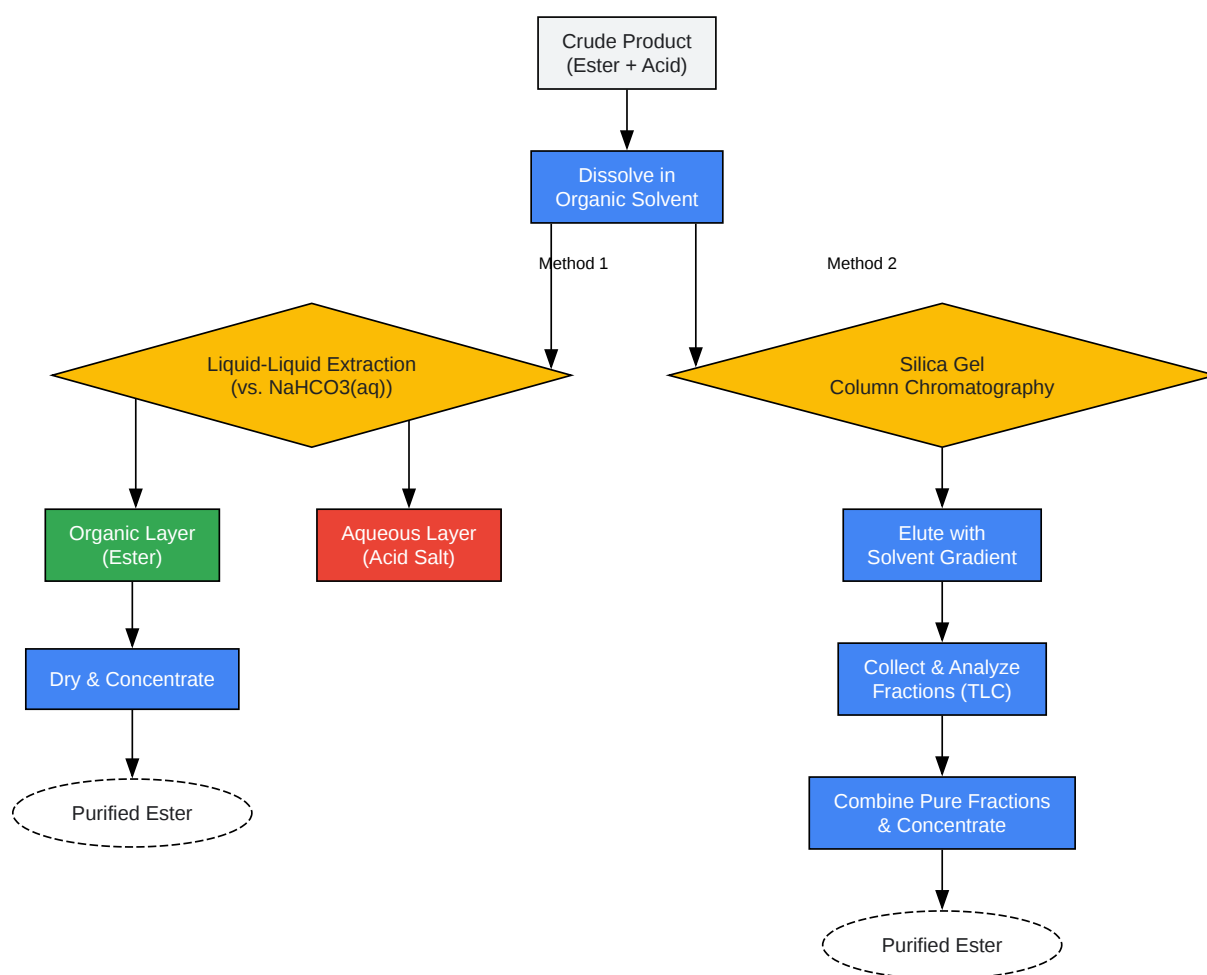 Crude Product
(Ester + Acid)
Dissolve in
Organic Solvent
Method 1
Method 2
Liquid-Liquid Extraction
(vs. NaHCO3(aq))
Silica Gel
Column Chromatography
Organic Layer
(Ester)
Aqueous Layer
(Acid Salt)
Elute with
Solvent Gradient
Dry & Concentrate
Collect & Analyze
Fractions (TLC)
Purified Ester
Combine Pure Fractions
& Concentrate
Purified Ester